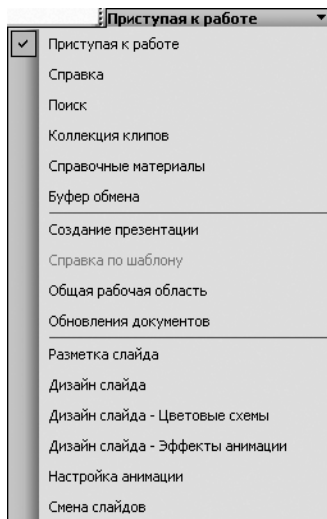 Приступая к работе
Приступая к работе
Справка
Поиск
Коллекция клипов
Справочные материалы
Буфер обмена
Создание презентации
Справка по шаблону
Общая рабочая область
Обновления документов
Разметка слайда
Дизайн слайда
Дизайн слайда - Цветовые схемы
Дизайн слайда - Эффекты анимации
Настройка анимации
Смена слайдов